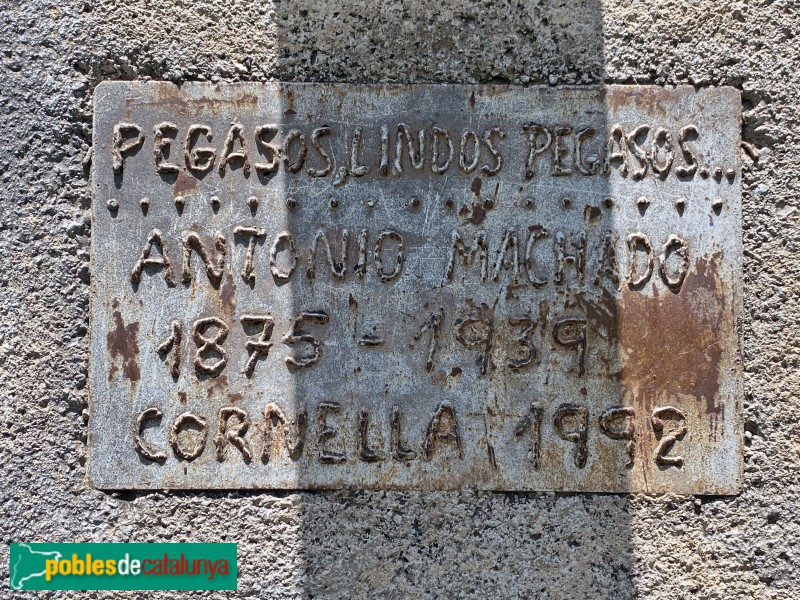 PEGASOS, LINDOS PEGASOS...
ANTONIO MACHADO
1875-1939
CORNELLA, 1992
poblesdecatalunya